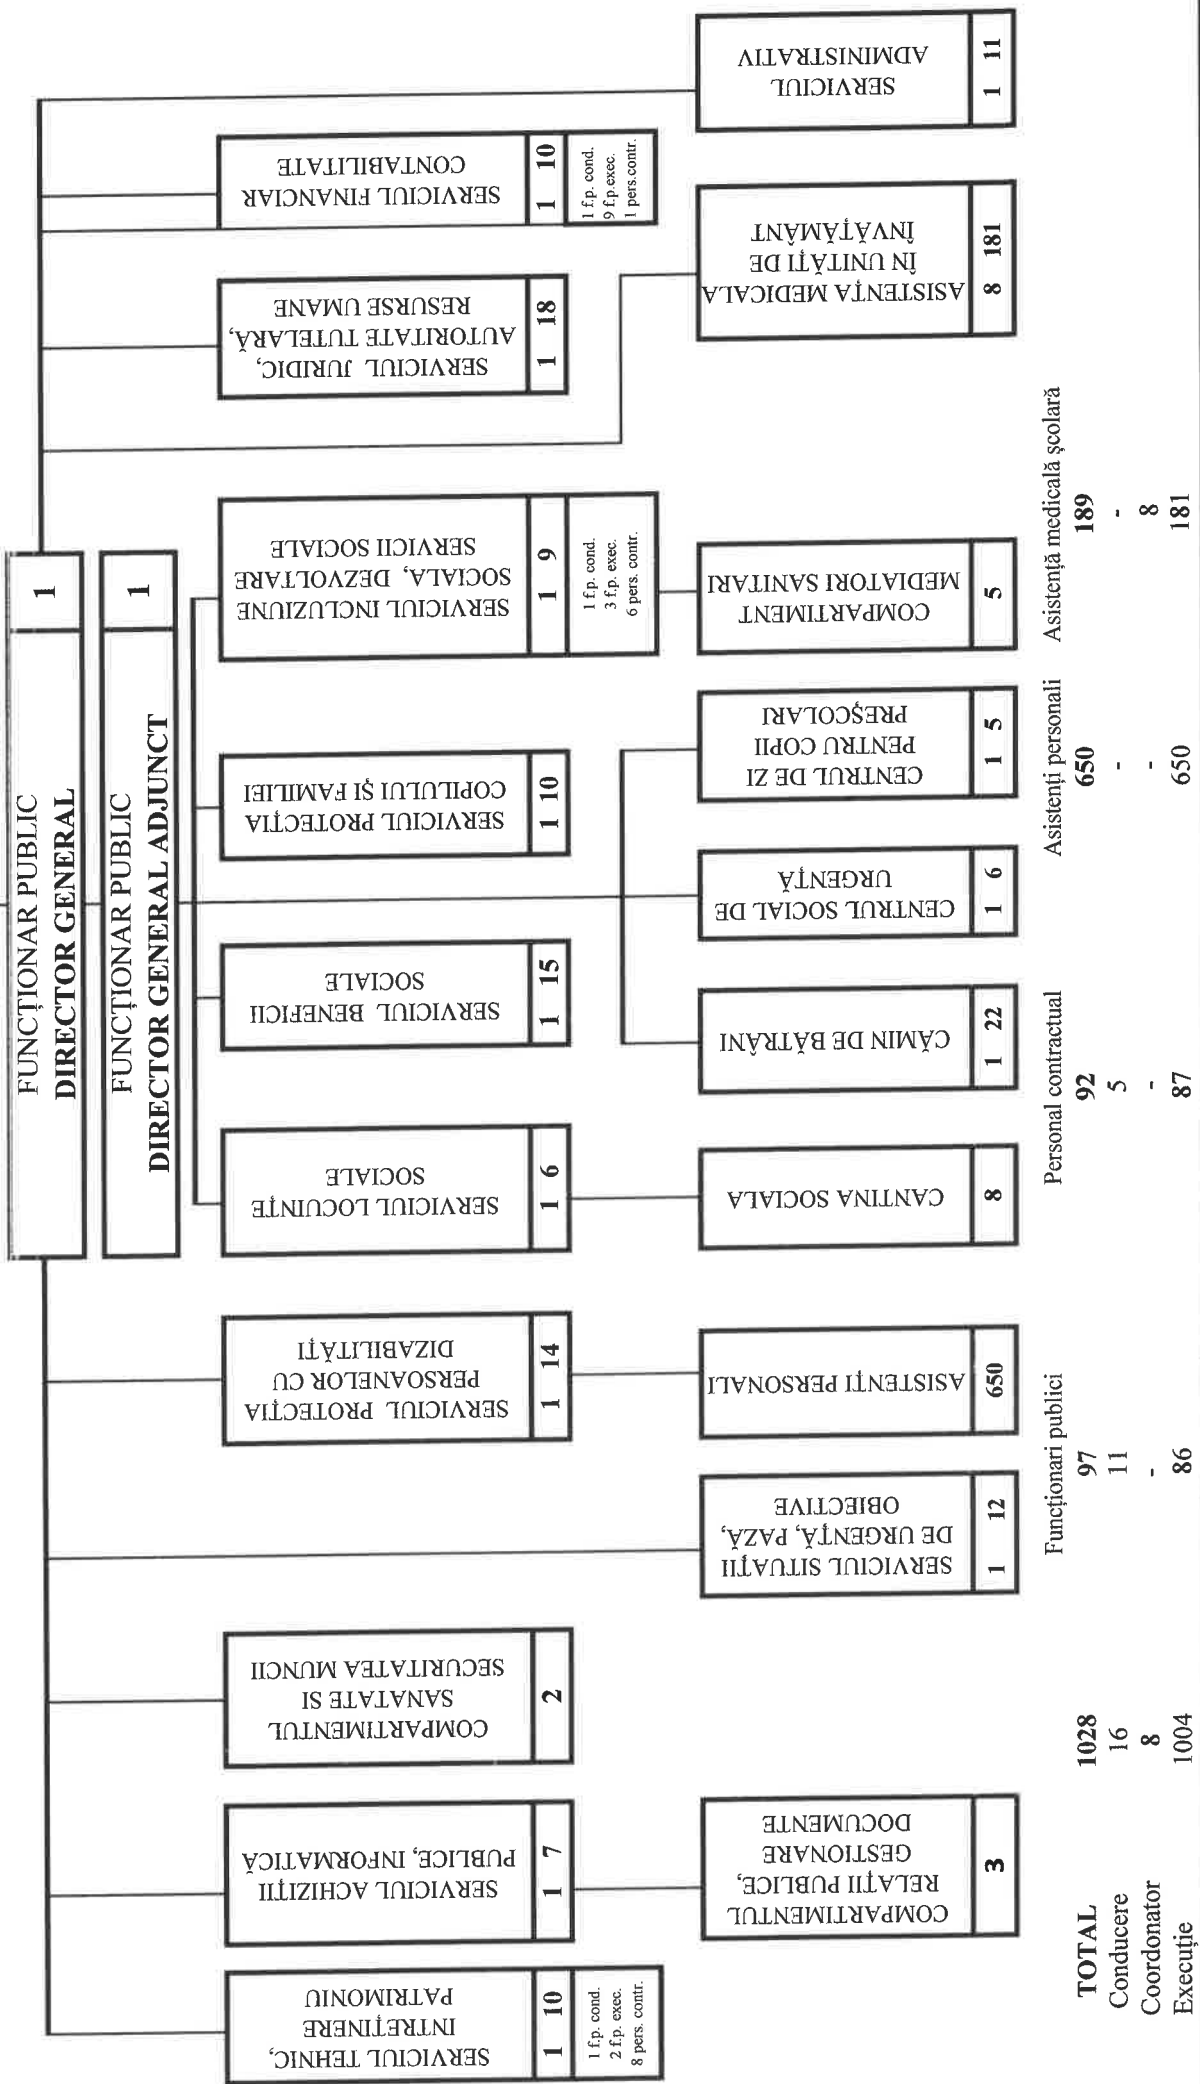 FUNCȚIONAR PUBLIC
DIRECTOR GENERAL
1
FUNCȚIONAR PUBLIC
DIRECTOR GENERAL ADJUNCT
1
SERVICIUL TEHNIC,
INTREȚINERE
PATRIMONIU
1 10
1 f.p. cond.
2 f.p. exec.
8 pers. contr.
SERVICIUL ACHIZIȚII
PUBLICE, INFORMATICĂ
1 7
COMPARTIMENTUL
SANATATE SI
SECURITATEA MUNCII
2
SERVICIUL PROTECȚIA
PERSOANELOR CU
DIZABILITĂȚI
1 14
SERVICIUL LOCUINȚE
SOCIALE
1 6
SERVICIUL BENEFICII
SOCIALE
1 15
SERVICIUL PROTECȚIA
COPILULUI ȘI FAMILIEI
1 10
SERVICIUL INCLUZIUNE
SOCIALA, DEZVOLTARE
SERVICII SOCIALE
1 9
1 f.p. cond.
3 f.p. exec.
6 pers. contr.
SERVICIUL JURIDIC,
AUTORITATE TUTELARĂ,
RESURSE UMANE
1 18
SERVICIUL FINANCIAR
CONTABILITATE
1 10
1 f.p. cond.
9 f.p.exec.
1 pers.contr.
COMPARTIMENTUL
RELAȚII PUBLICE,
GESTIONARE
DOCUMENTE
3
SERVICIUL SITUAȚII
DE URGENȚĂ, PAZĂ,
OBIECTIVE
1 12
ASISTENȚI PERSONALI
650
CANTINA SOCIALA
8
CĂMIN DE BĂTRÂNI
1 22
CENTRUL SOCIAL DE
URGENȚĂ
1 6
CENTRUL DE ZI
PENTRU COPII
PREȘCOLARI
1 5
COMPARTIMENT
MEDIATORI SANITARI
5
ASISTENȚA MEDICALA
ÎN UNITĂȚI DE
ÎNVĂȚĂMÂNT
8 181
SERVICIUL
ADMINISTRATIV
1 11
Funcționari publici Personal contractual Asistenți personali Asistență medicală școlară
TOTAL 1028 97 92 650 189
Conducere 16 11 5 - -
Coordonator 8 - - - 8
Execuție 1004 86 87 650 181